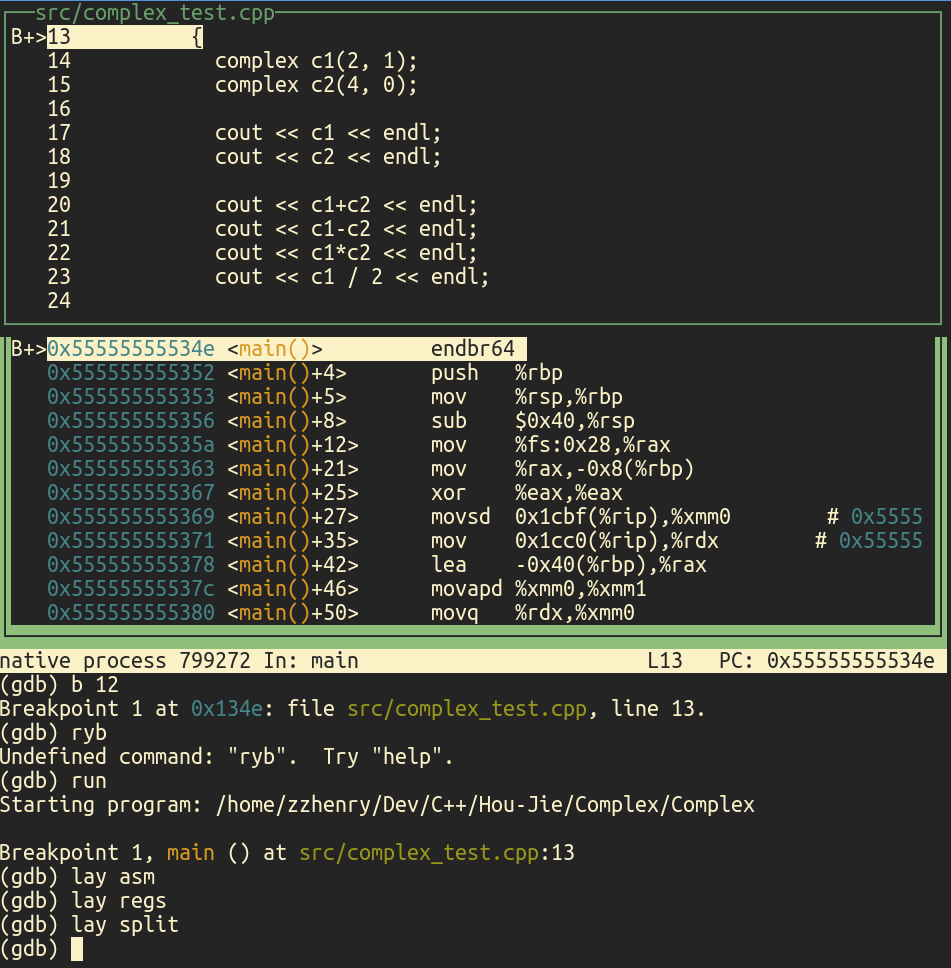 src/complex_test.cpp
B+>13          {
14            complex c1(2, 1);
15            complex c2(4, 0);
16
17            cout << c1 << endl;
18            cout << c2 << endl;
19
20            cout << c1+c2 << endl;
21            cout << c1-c2 << endl;
22            cout << c1*c2 << endl;
23            cout << c1 / 2 << endl;
24
B+>0x55555555534e <main()>         endbr64
0x555555555352 <main()+4>       push   %rbp
0x555555555353 <main()+5>       mov    %rsp,%rbp
0x555555555356 <main()+8>       sub    $0x40,%rsp
0x55555555535a <main()+12>      mov    %fs:0x28,%rax
0x555555555363 <main()+21>      mov    %rax,-0x8(%rbp)
0x555555555367 <main()+25>      xor    %eax,%eax
0x555555555369 <main()+27>      movsd  0x1cbf(%rip),%xmm0        # 0x5555
0x555555555371 <main()+35>      mov    0x1cc0(%rip),%rdx        # 0x55555
0x555555555378 <main()+42>      lea    -0x40(%rbp),%rax
0x55555555537c <main()+46>      movapd %xmm0,%xmm1
0x555555555380 <main()+50>      movq   %rdx,%xmm0
native process 799272 In: main                        L13   PC: 0x55555555534e
(gdb) b 12
Breakpoint 1 at 0x134e: file src/complex_test.cpp, line 13.
(gdb) ryb
Undefined command: "ryb".  Try "help".
(gdb) run
Starting program: /home/zzhenry/Dev/C++/Hou-Jie/Complex/Complex
Breakpoint 1, main () at src/complex_test.cpp:13
(gdb) lay asm
(gdb) lay regs
(gdb) lay split
(gdb)